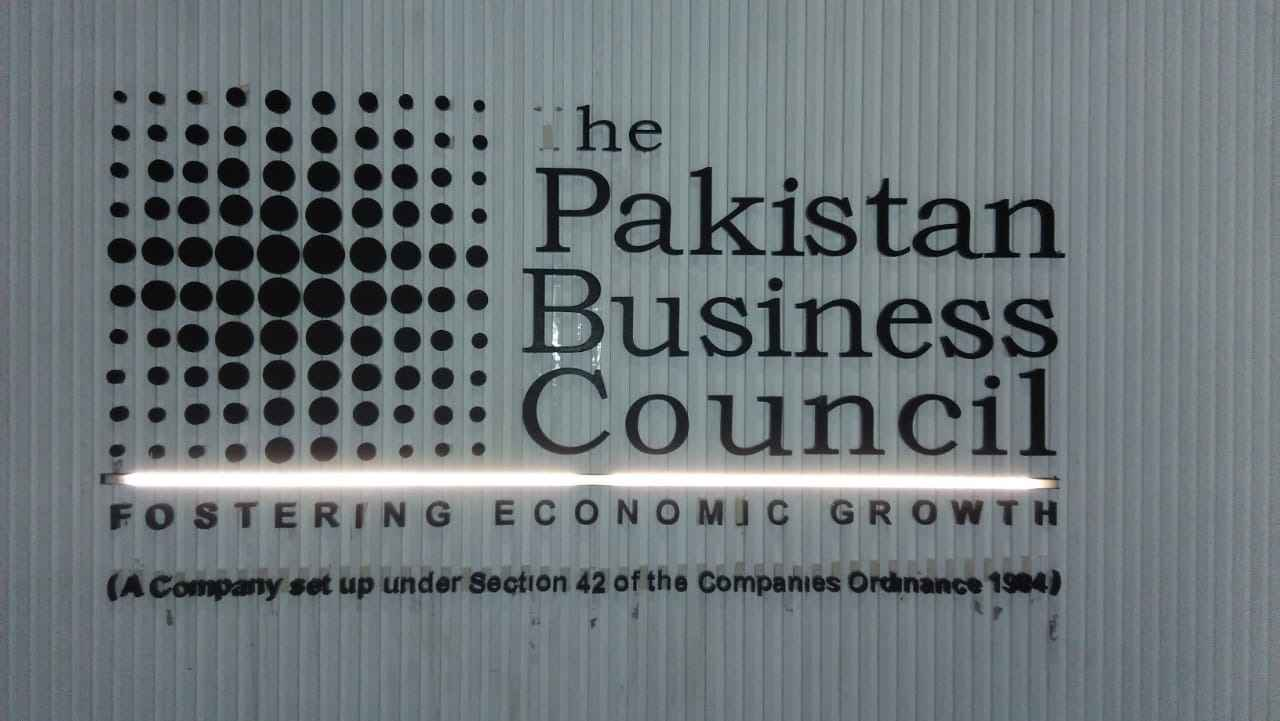 The
Pakistan
Business
Council
FOSTERING ECONOMIC GROWTH
(A Company set up under Section 42 of the Companies Ordinance 1984)